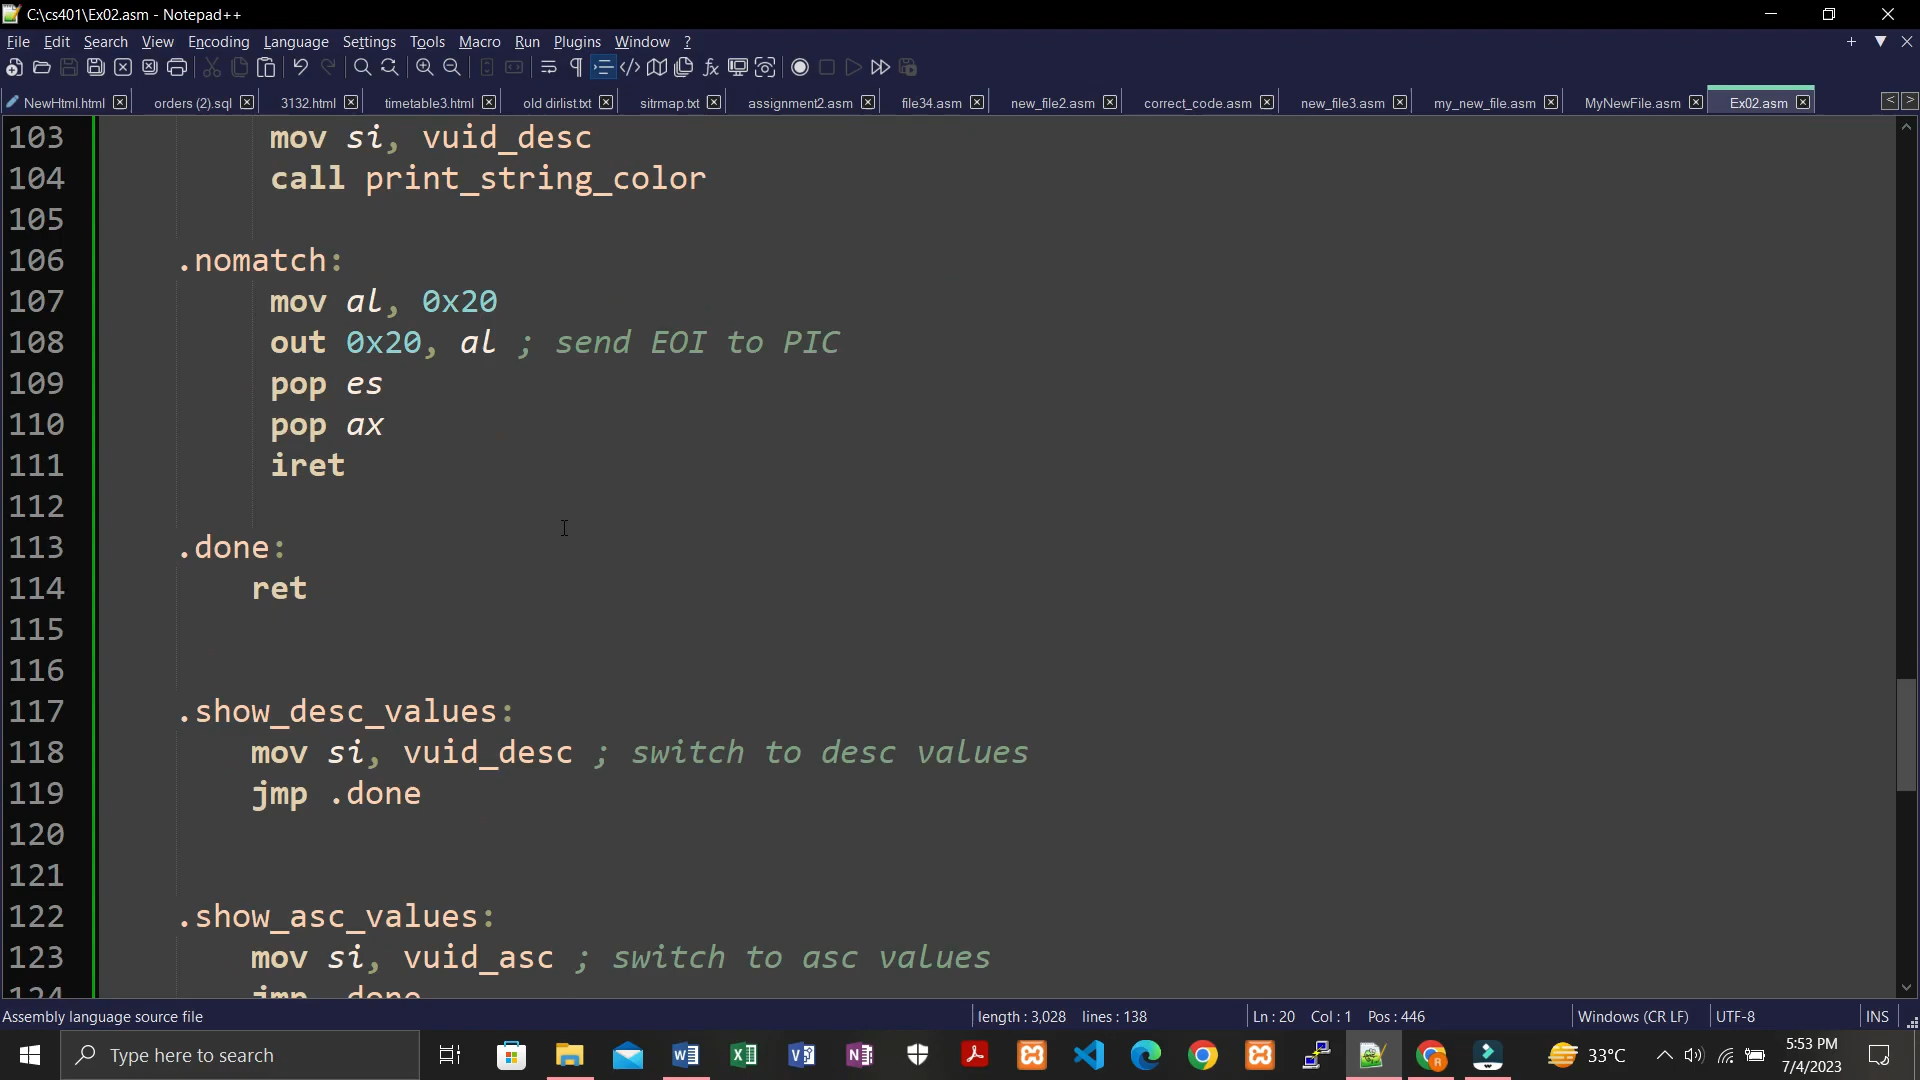 C:\cs401\Ex02.asm - Notepad++
File Edit Search View Encoding Language Settings Tools Macro Run Plugins Window ?
NewHtml.html orders (2).sql 3132.html timetable3.html old dirlist.txt sitrmap.txt assignment2.asm file34.asm new_file2.asm correct_code.asm new_file3.asm my_new_file.asm MyNewFile.asm Ex02.asm
103 mov si, vuid_desc
104 call print_string_color
105
106 .nomatch:
107 mov al, 0x20
108 out 0x20, al ; send EOI to PIC
109 pop es
110 pop ax
111 iret
112
113 .done:
114 ret
115
116
117 .show_desc_values:
118 mov si, vuid_desc ; switch to desc values
119 jmp .done
120
121
122 .show_asc_values:
123 mov si, vuid_asc ; switch to asc values
124 jmp .done
Assembly language source file length : 3,028 lines : 138 Ln : 20 Col : 1 Pos : 446 Windows (CR LF) UTF-8 INS
Type here to search 33°C 5:53 PM
7/4/2023